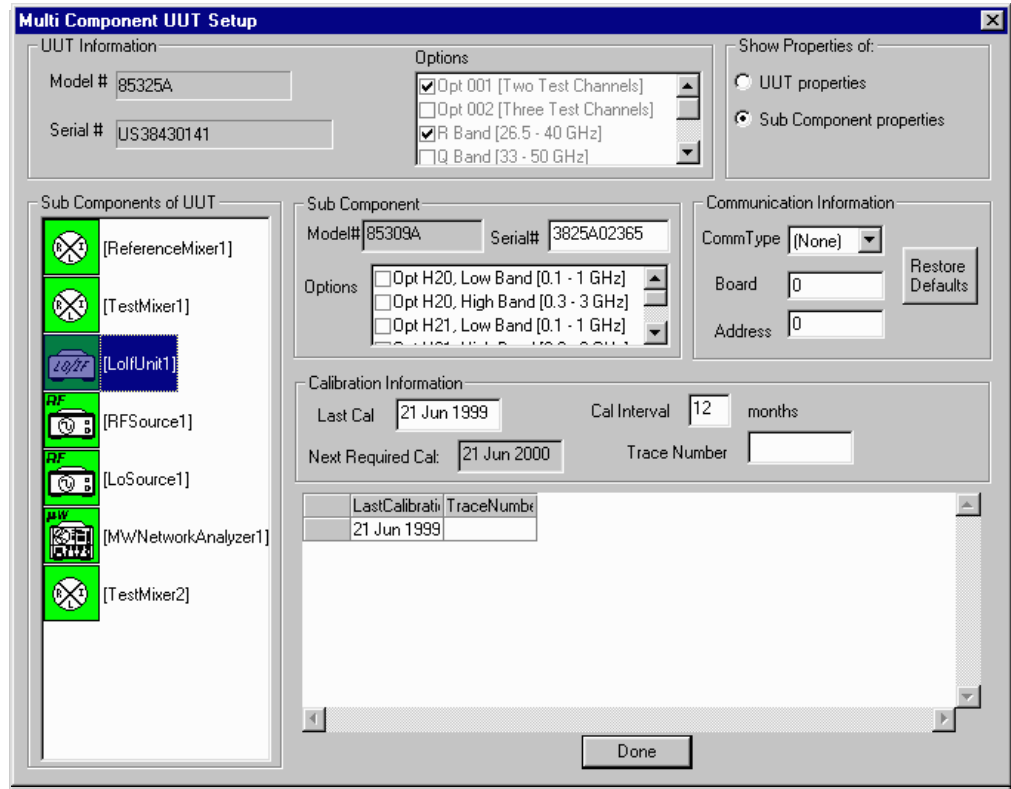 Multi Component UUT Setup
UUT Information
Model # 85325A
Serial # US38430141
Options
Opt 001 [Two Test Channels]
Opt 002 [Three Test Channels]
R Band [26.5 - 40 GHz]
Q Band [33 - 50 GHz]
Show Properties of:
UUT properties
Sub Component properties
Sub Components of UUT
[ReferenceMixer1]
[TestMixer1]
LO/IF [LoIfUnit1]
RF [RFSource1]
RF [LoSource1]
μW [MWNetworkAnalyzer1]
[TestMixer2]
Sub Component
Model# 85309A Serial# 3825A02365
Options
Opt H20, Low Band [0.1 - 1 GHz]
Opt H20, High Band [0.3 - 3 GHz]
Opt H21, Low Band [0.1 - 1 GHz]
Communication Information
CommType (None)
Board 0
Address 0
Restore
Defaults
Calibration Information
Last Cal 21 Jun 1999 Cal Interval 12 months
Next Required Cal: 21 Jun 2000 Trace Number
LastCalibrati TraceNumbe
21 Jun 1999
Done